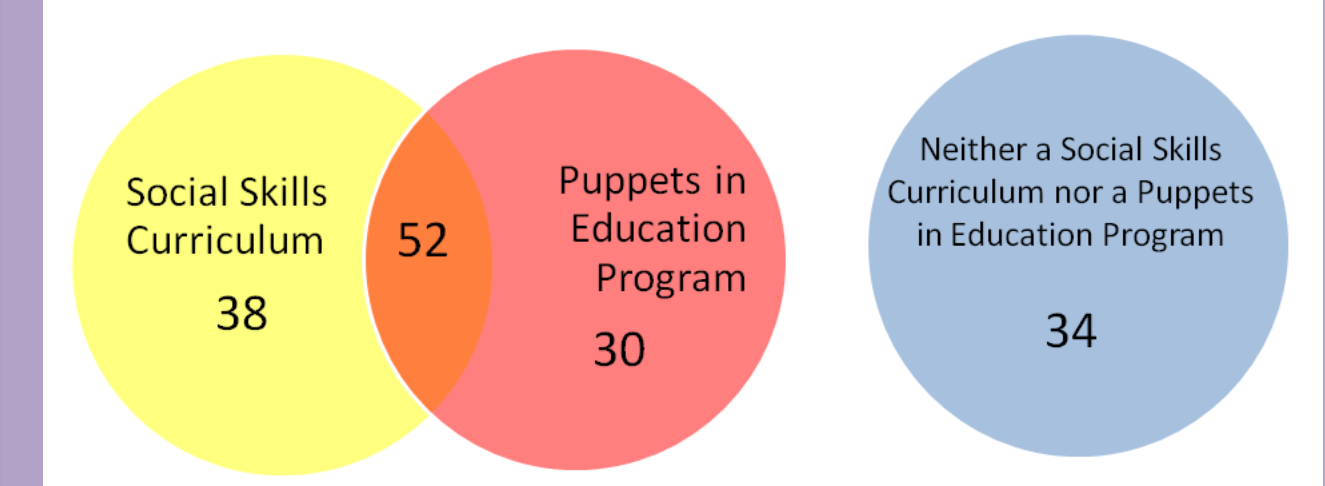 Social Skills
Curriculum
38
52
Puppets in
Education
Program
30
Neither a Social Skills
Curriculum nor a Puppets
in Education Program
34